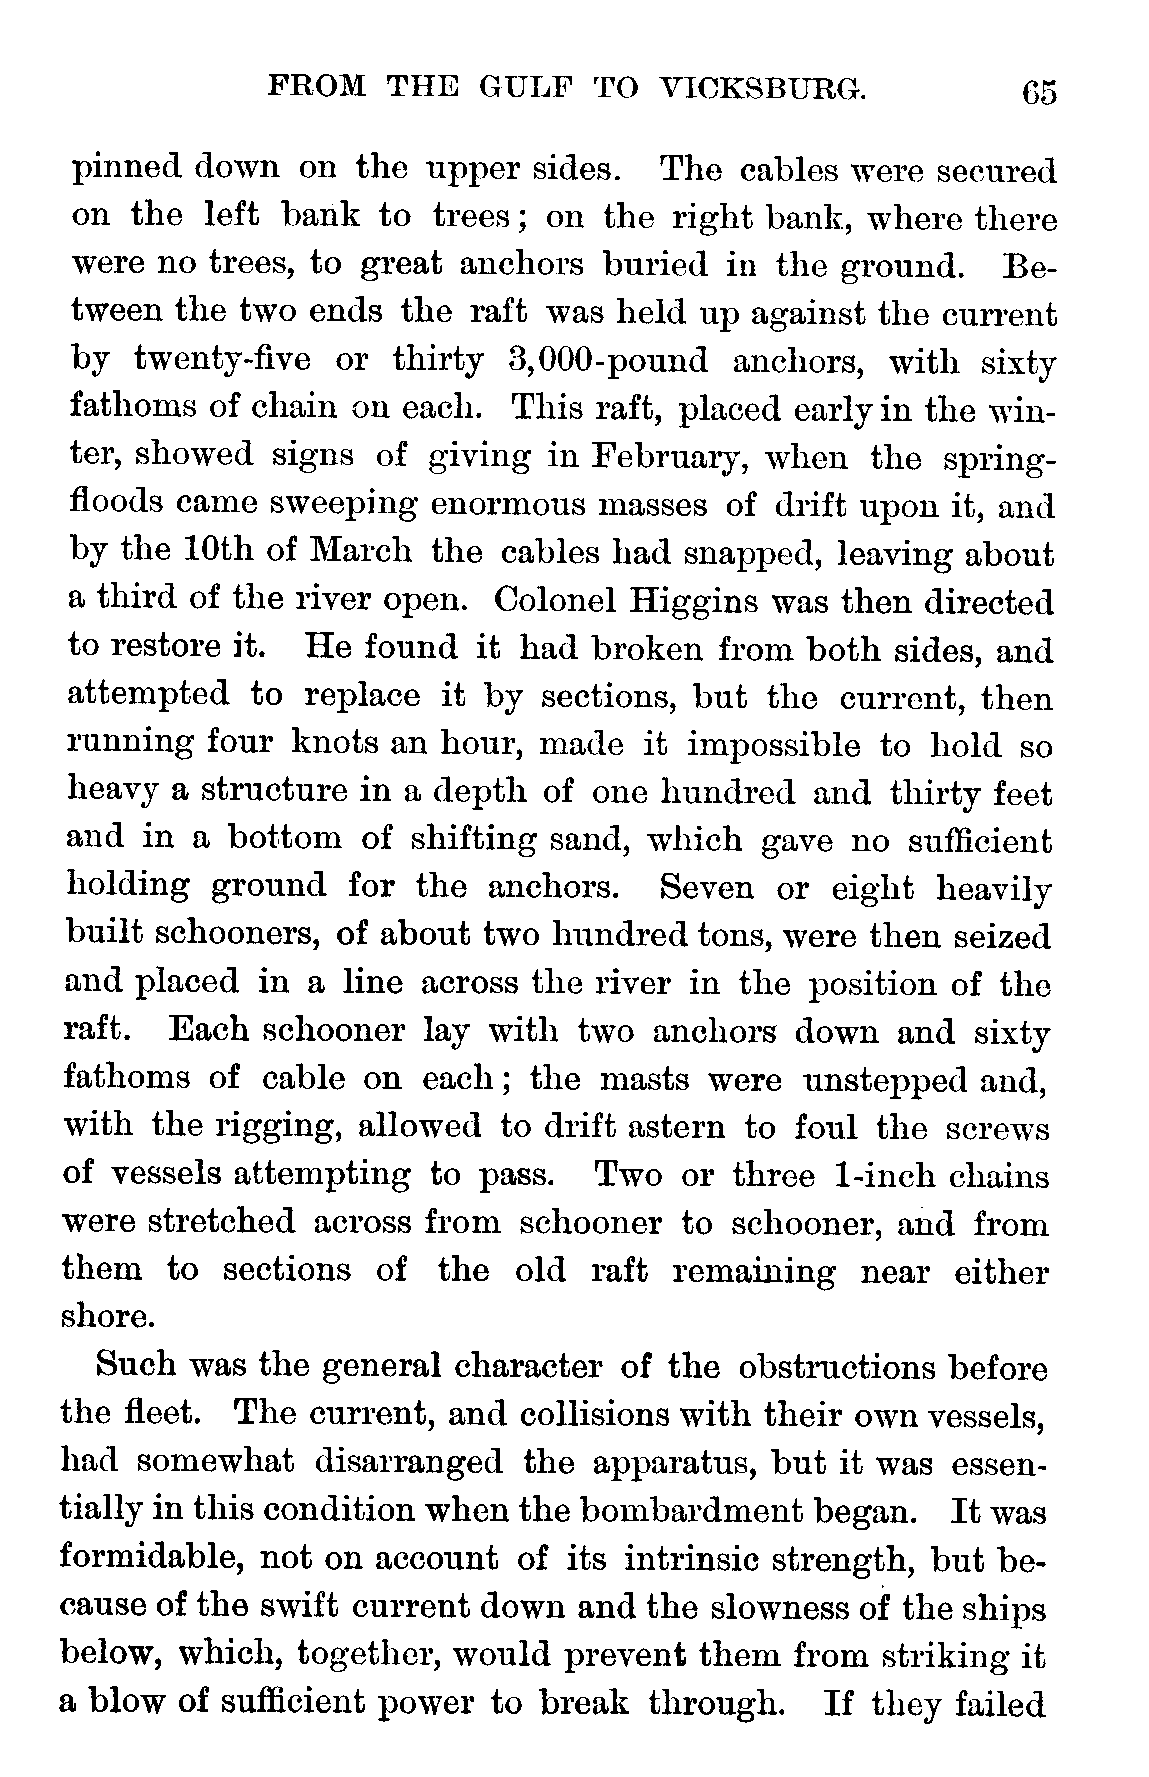 FROM THE GULF TO VICKSBURG. 65
pinned down on the upper sides. The cables were secured
on the left bank to trees; on the right bank, where there
were no trees, to great anchors buried in the ground. Be-
tween the two ends the raft was held up against the current
by twenty-five or thirty 3,000-pound anchors, with sixty
fathoms of chain on each. This raft, placed early in the win-
ter, showed signs of giving in February, when the spring-
floods came sweeping enormous masses of drift upon it, and
by the 10th of March the cables had snapped, leaving about
a third of the river open. Colonel Higgins was then directed
to restore it. He found it had broken from both sides, and
attempted to replace it by sections, but the current, then
running four knots an hour, made it impossible to hold so
heavy a structure in a depth of one hundred and thirty feet
and in a bottom of shifting sand, which gave no sufficient
holding ground for the anchors. Seven or eight heavily
built schooners, of about two hundred tons, were then seized
and placed in a line across the river in the position of the
raft. Each schooner lay with two anchors down and sixty
fathoms of cable on each; the masts were unstepped and,
with the rigging, allowed to drift astern to foul the screws
of vessels attempting to pass. Two or three 1-inch chains
were stretched across from schooner to schooner, and from
them to sections of the old raft remaining near either
shore.
Such was the general character of the obstructions before
the fleet. The current, and collisions with their own vessels,
had somewhat disarranged the apparatus, but it was essen-
tially in this condition when the bombardment began. It was
formidable, not on account of its intrinsic strength, but be-
cause of the swift current down and the slowness of the ships
below, which, together, would prevent them from striking it
a blow of sufficient power to break through. If they failed